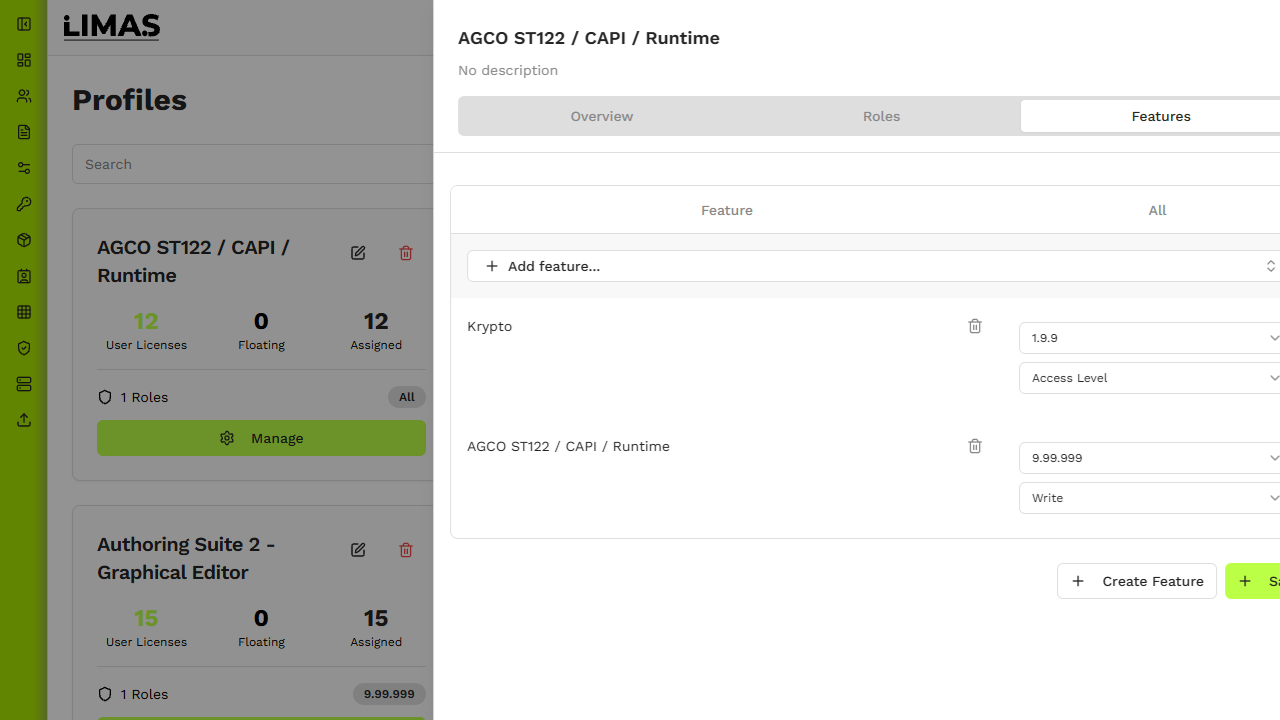 LIMAS
Profiles
Search
AGCO ST122 / CAPI /
Runtime
12
0
12
User Licenses
Floating
Assigned
1 Roles
All
Manage
Authoring Suite 2 -
Graphical Editor
15
0
15
User Licenses
Floating
Assigned
1 Roles
9.99.999
AGCO ST122 / CAPI / Runtime
No description
Overview
Roles
Features
Feature
All
Add feature...
Krypto
1.9.9
Access Level
AGCO ST122 / CAPI / Runtime
9.99.999
Write
Create Feature